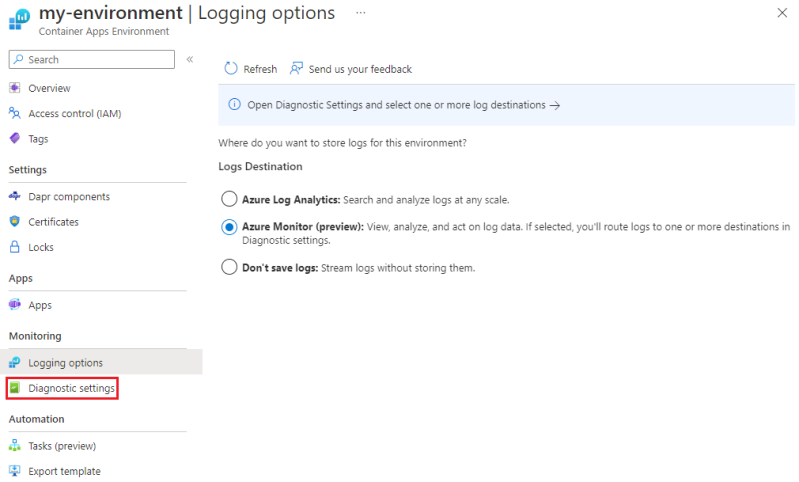 my-environment | Logging options ...
Container Apps Environment
Search
«
Overview
Access control (IAM)
Tags
Settings
Dapr components
Certificates
Locks
Apps
Apps
Monitoring
Logging options
Diagnostic settings
Automation
Tasks (preview)
Export template
Refresh Send us your feedback
Open Diagnostic Settings and select one or more log destinations →
Where do you want to store logs for this environment?
Logs Destination
Azure Log Analytics: Search and analyze logs at any scale.
Azure Monitor (preview): View, analyze, and act on log data. If selected, you'll route logs to one or more destinations in
Diagnostic settings.
Don't save logs: Stream logs without storing them.